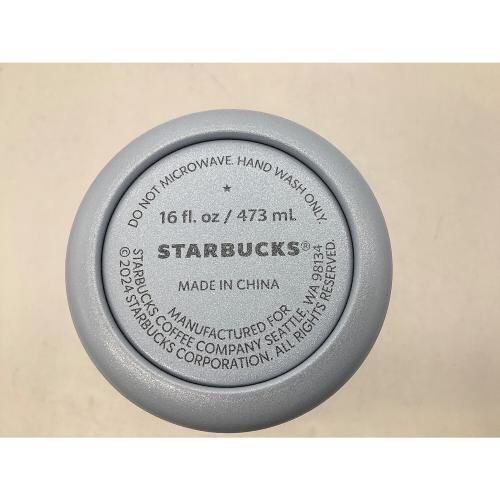 DO NOT MICROWAVE. HAND WASH ONLY.
★
16 fl. oz / 473 mL
STARBUCKS®
MADE IN CHINA
MANUFACTURED FOR
STARBUCKS COFFEE COMPANY SEATTLE, WA 98134
©2024 STARBUCKS CORPORATION. ALL RIGHTS RESERVED.